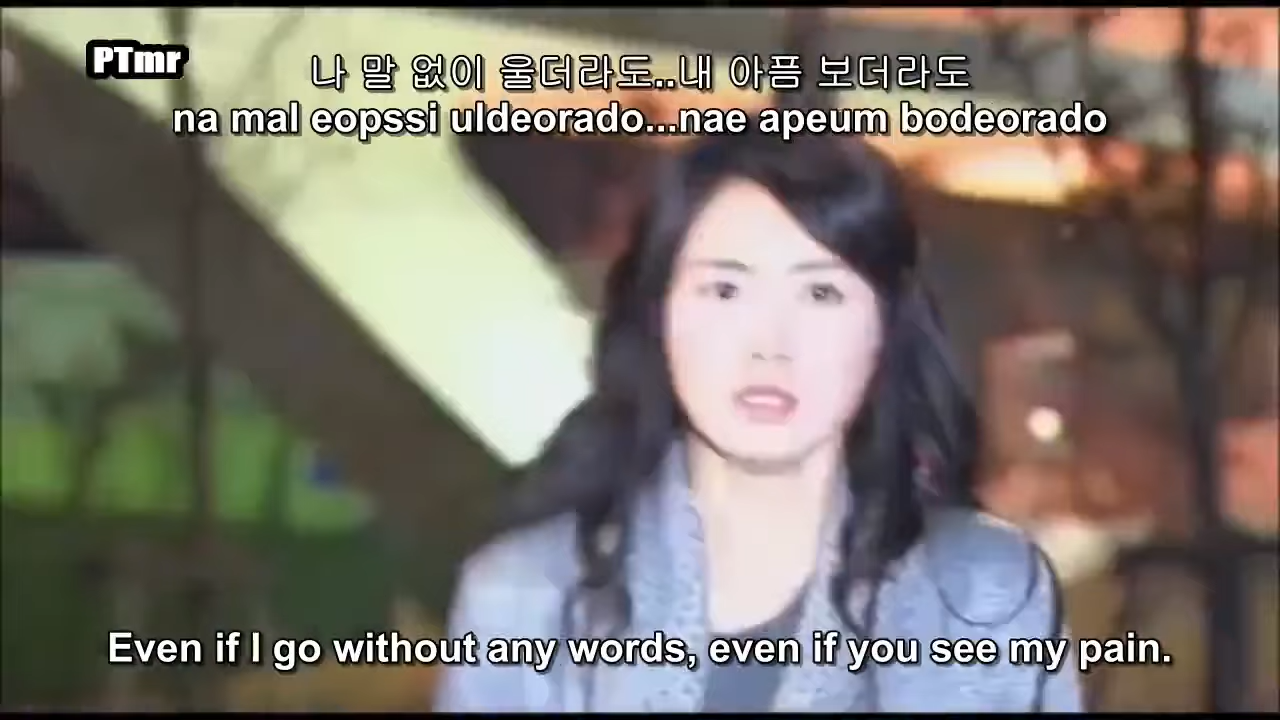 PTmr
나 말 없이 울더라도..내 아픔 보더라도
na mal eopssi uldeorado...nae apeum bodeorado
Even if I go without any words, even if you see my pain.